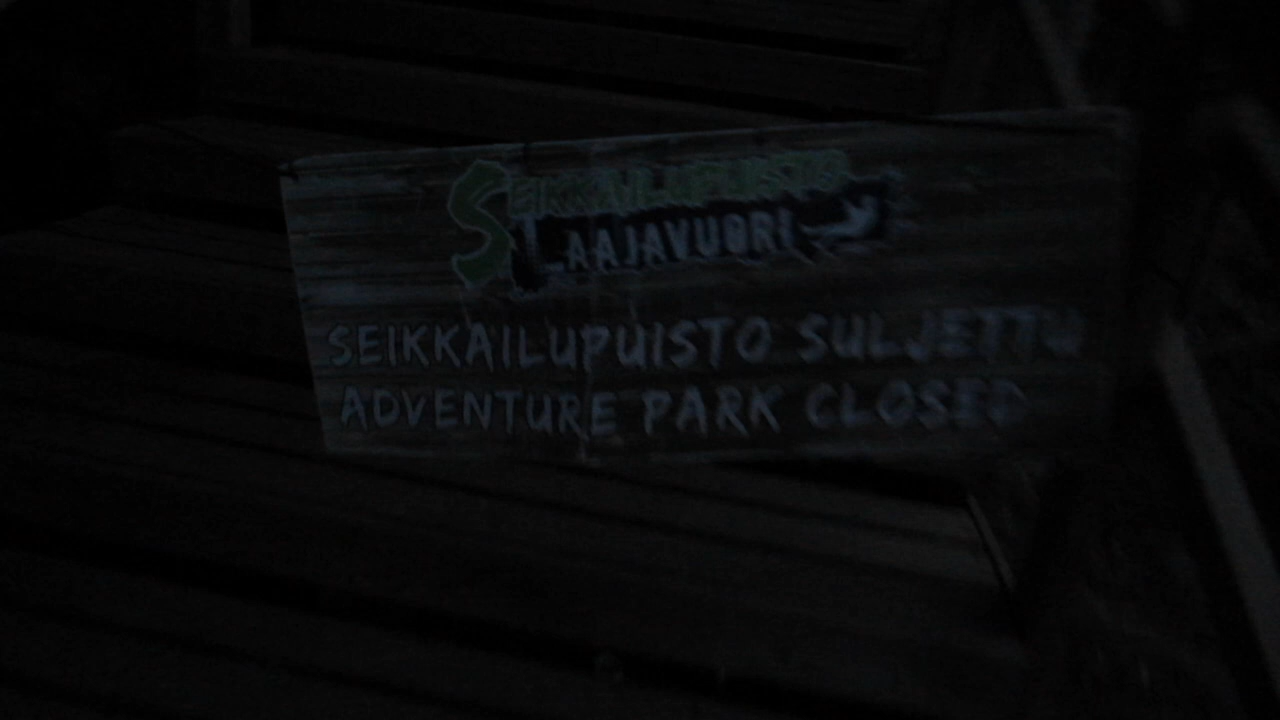 SEIKKAILUPUISTO
LAAJAVUORI
SEIKKAILUPUISTO SULJETTU
ADVENTURE PARK CLOSED